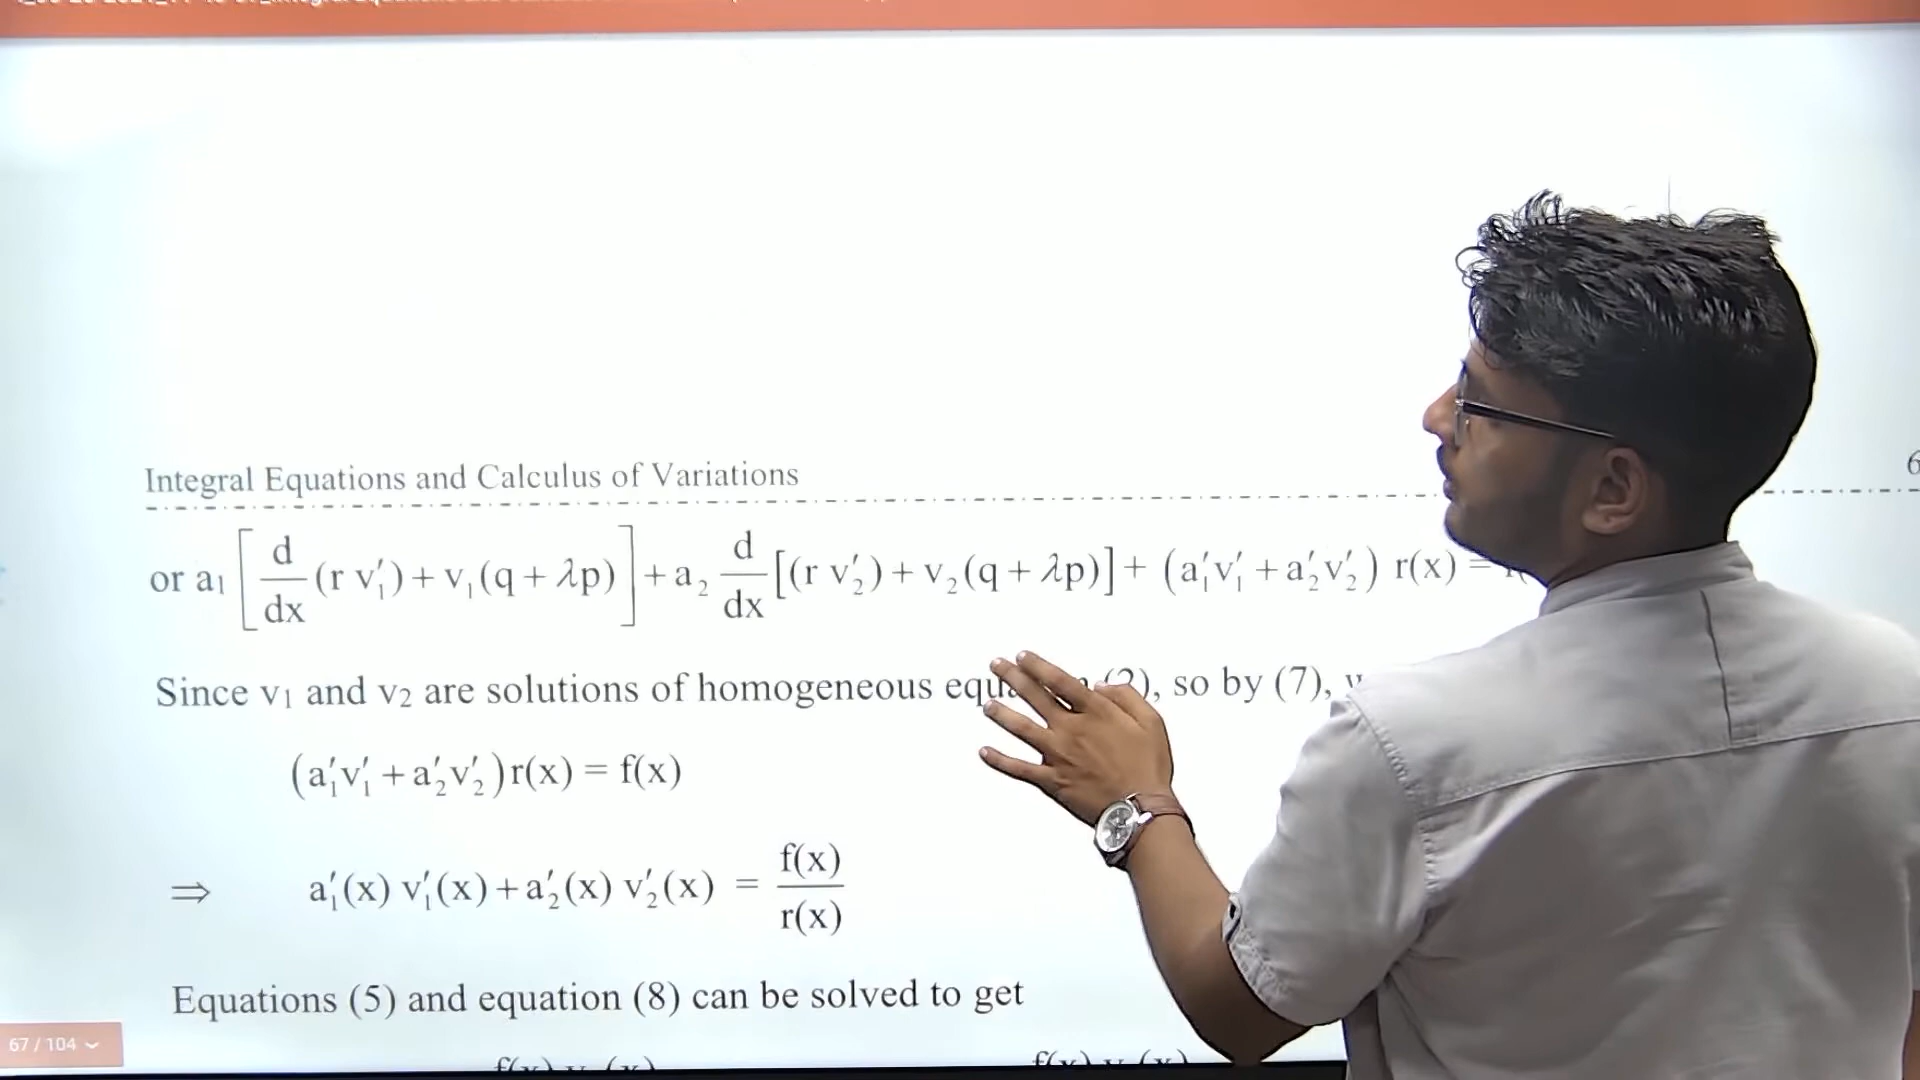 Integral Equations and Calculus of Variations
or a₁ [ d/dx (r v₁′) + v₁(q + λp) ] + a₂ d/dx [(r v₂′) + v₂(q + λp)] + (a₁′v₁′ + a₂′v₂′) r(x) =
Since v₁ and v₂ are solutions of homogeneous so by (7),
(a₁′v₁′ + a₂′v₂′)r(x) = f(x)
⇒ a₁′(x) v₁′(x) + a₂′(x) v₂′(x) = f(x)/r(x)
Equations (5) and equation (8) can be solved to get
67 / 104